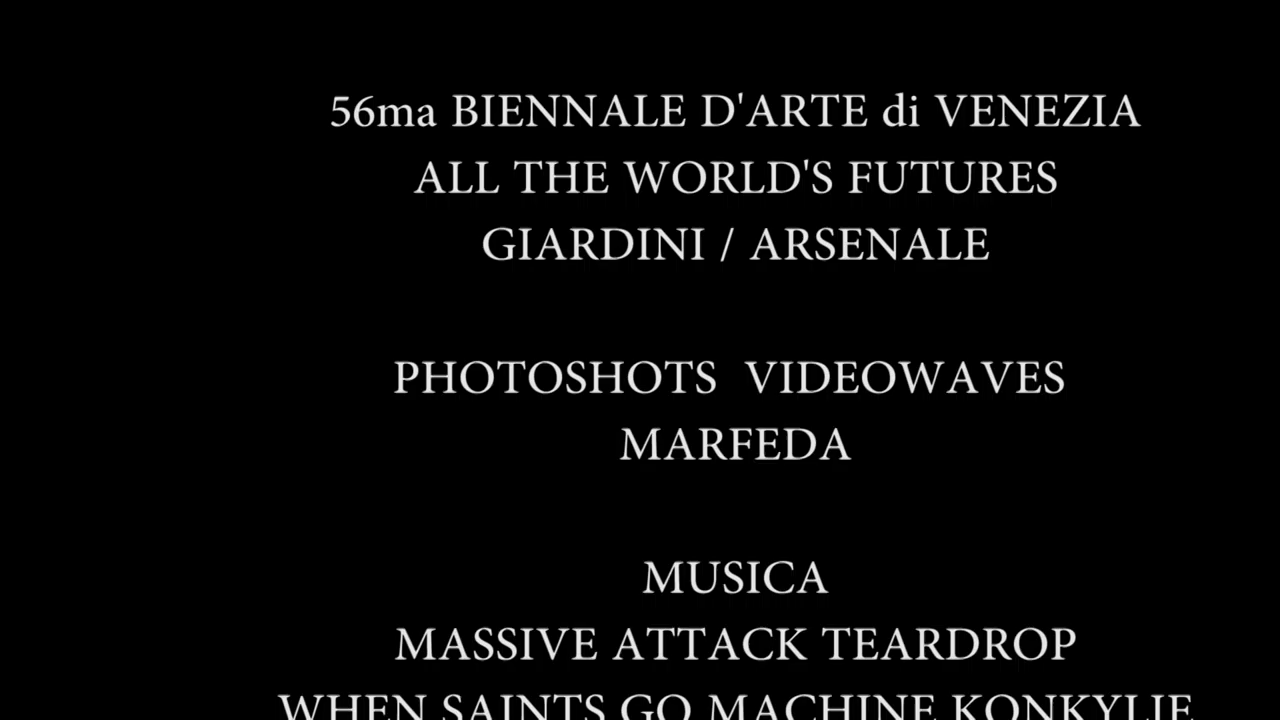 56ma BIENNALE D'ARTE di VENEZIA
ALL THE WORLD'S FUTURES
GIARDINI / ARSENALE
PHOTOSHOTS VIDEOWAVES
MARFEDA
MUSICA
MASSIVE ATTACK TEARDROP
WHEN SAINTS GO MACHINE KONKYLIE